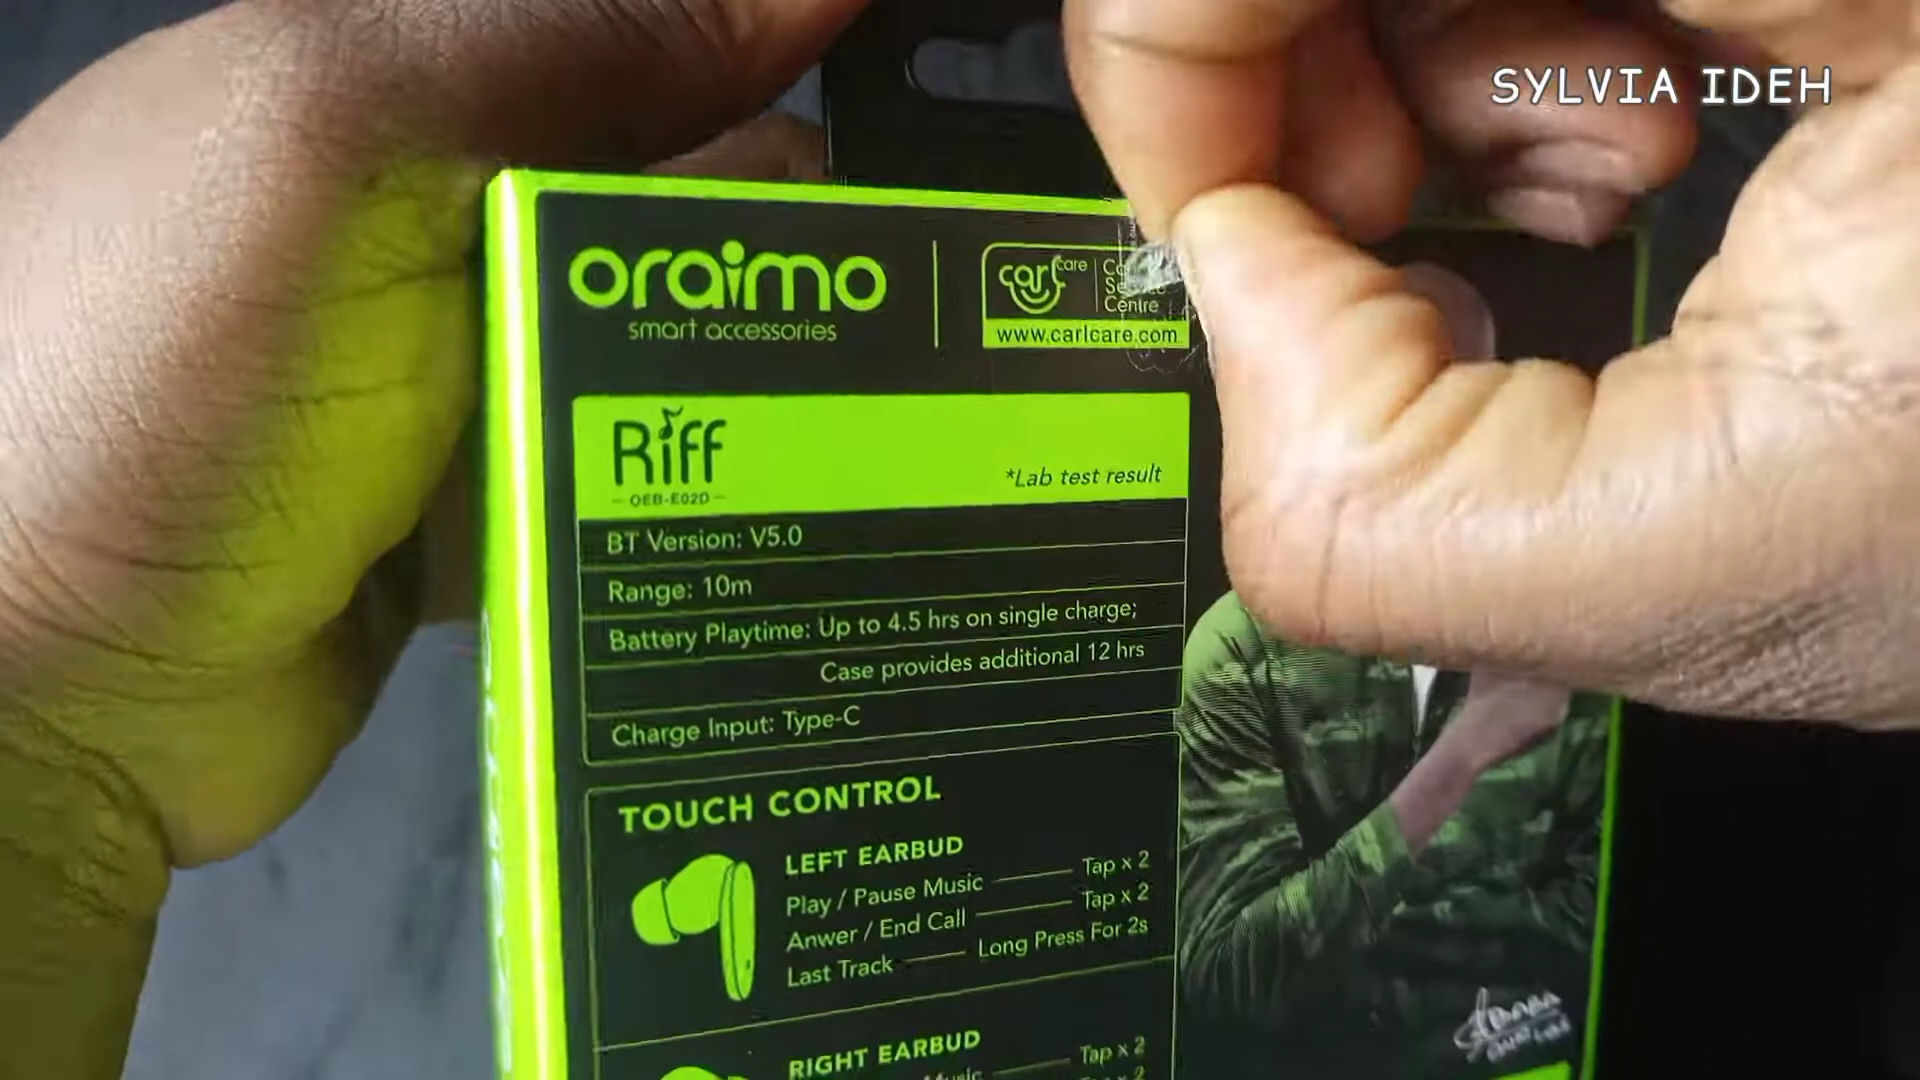 SYLVIA IDEH
oraimo
smart accessories
carl care
Centre
www.carlcare.com
Riff
OEB-E02D
*Lab test result
BT Version: V5.0
Range: 10m
Battery Playtime: Up to 4.5 hrs on single charge;
Case provides additional 12 hrs
Charge Input: Type-C
TOUCH CONTROL
LEFT EARBUD
Play / Pause Music Tap x 2
Anwer / End Call Tap x 2
Last Track Long Press For 2s
RIGHT EARBUD
Tap x 2